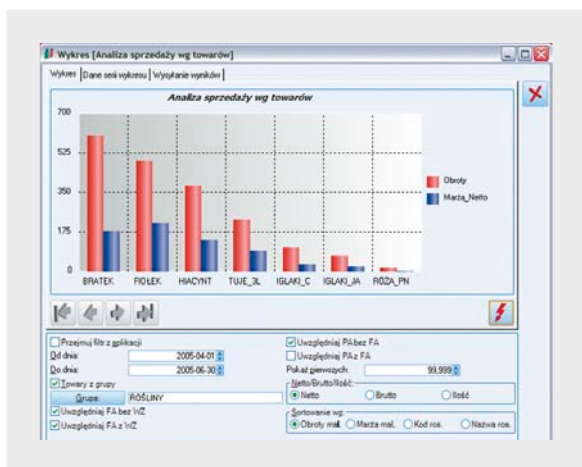 Wykres [Analiza sprzedaży wg towarów]
Wykres Dane serii wykresu Wysyłanie wyników
Analiza sprzedaży wg towarów
700
525
350
175
0
BRATEK FIOŁEK HIACYNT TUJE_3L IGLAKI_C IGLAKI_JA RÓŻA_PN
Obroty
Marża_Netto
Przejmuj filtr z aplikacji
Od dnia: 2005-04-01
Do dnia: 2005-06-30
Towary z grupy
Grupa: ROŚLINY
Uwzględniaj FA bez WZ
Uwzględniaj FA z WZ
Uwzględniaj PA bez FA
Uwzględniaj PA z FA
Pokaż pierwszych: 99,999
Netto/Brutto/Ilość:
Netto Brutto Ilość
Sortowanie wg:
Obroty mal. Marża mal. Kod ros. Nazwa ros.